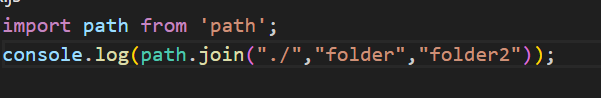 import path from 'path';
console.log(path.join("./","folder","folder2"));